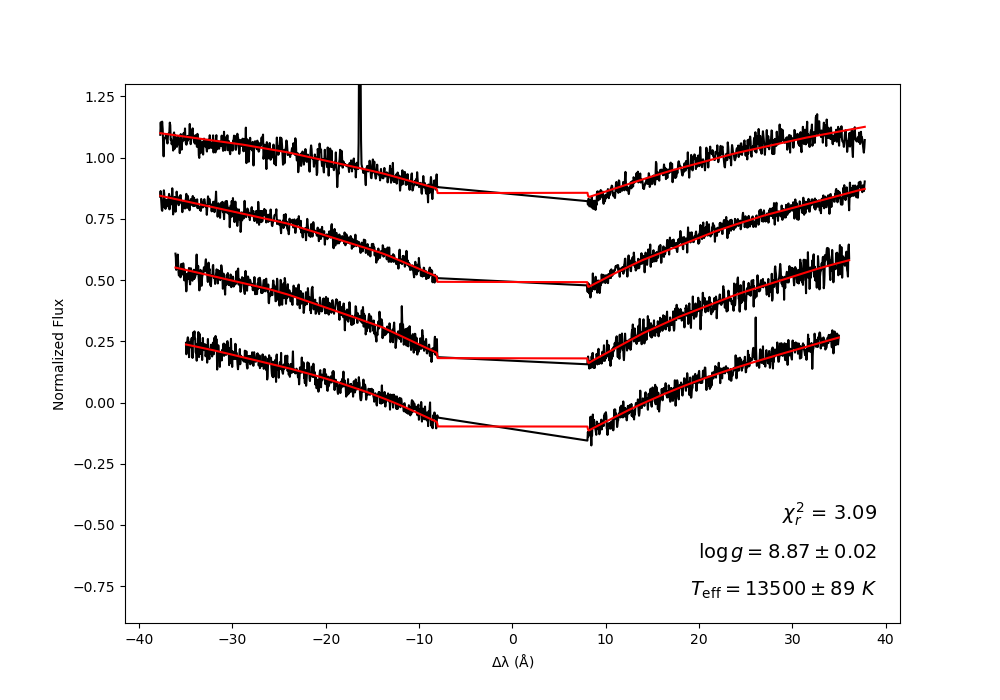 1.25
1.00
0.75
0.50
0.25
0.00
−0.25
−0.50
−0.75
Normalized Flux
χ²ᵣ = 3.09
log g = 8.87 ± 0.02
T_eff = 13500 ± 89 K
−40 −30 −20 −10 0 10 20 30 40
Δλ (Å)